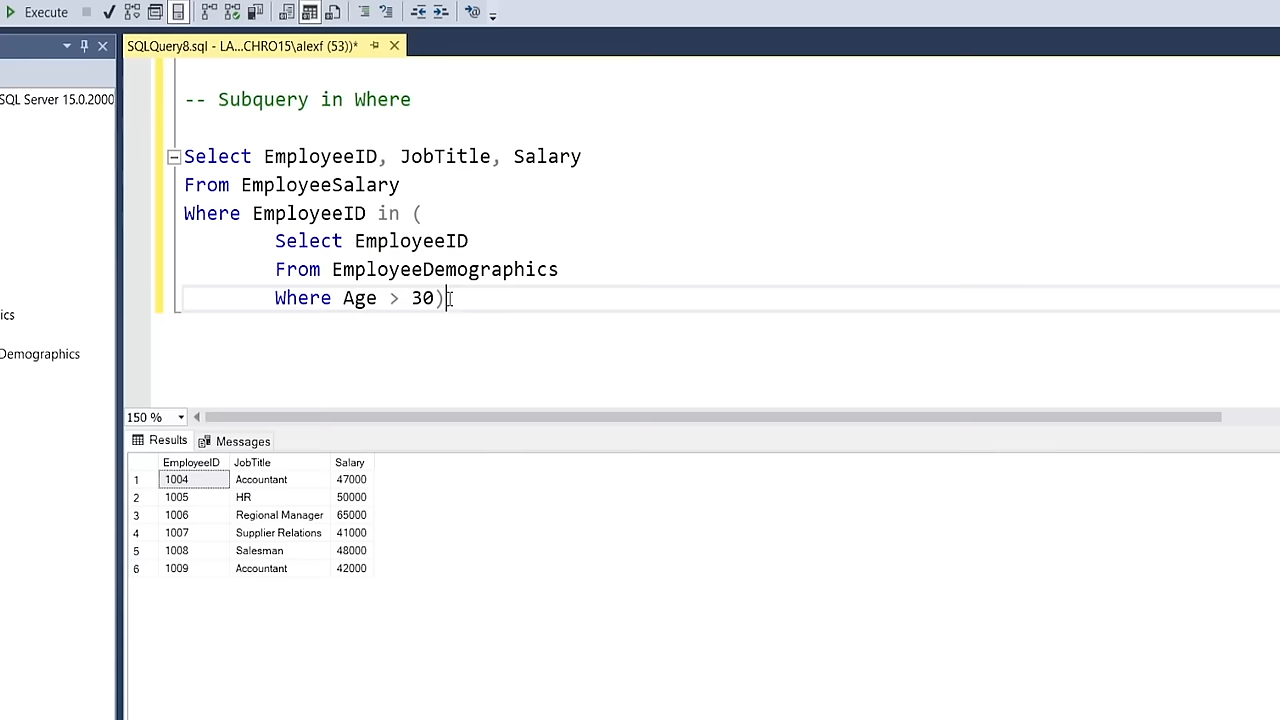 Execute
SQLQuery8.sql - LA...CHRO15\alexf (53))*
SQL Server 15.0.2000
-- Subquery in Where
Select EmployeeID, JobTitle, Salary
From EmployeeSalary
Where EmployeeID in (
Select EmployeeID
From EmployeeDemographics
Where Age > 30)
ics
Demographics
150 %
Results Messages
EmployeeID JobTitle Salary
1 1004 Accountant 47000
2 1005 HR 50000
3 1006 Regional Manager 65000
4 1007 Supplier Relations 41000
5 1008 Salesman 48000
6 1009 Accountant 42000